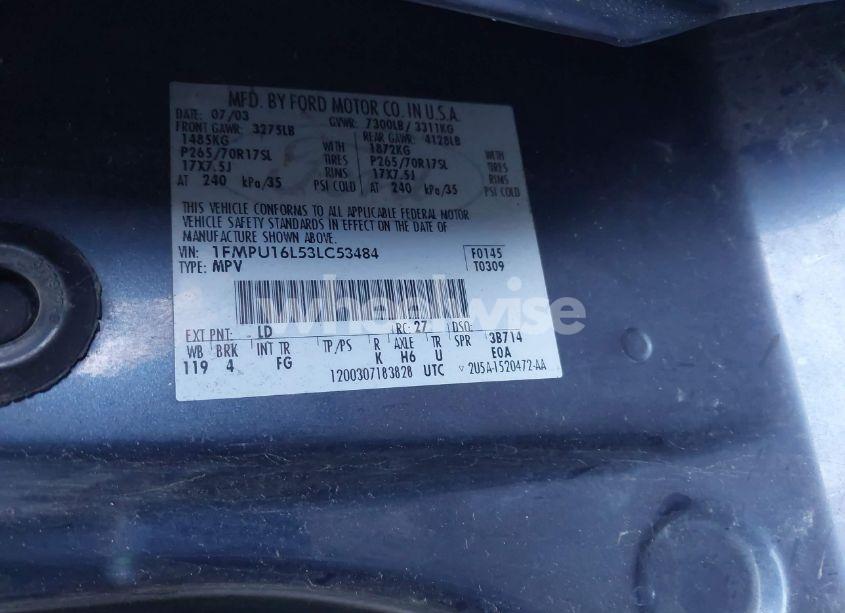 MFD. BY FORD MOTOR CO. IN U.S.A.
DATE: 07/03 GVWR: 7300LB / 3311KG
FRONT GAWR: 3275LB REAR GAWR: 4128LB
1485KG WITH 1872KG WITH
P265/70R17SL TIRES P265/70R17SL TIRES
17X7.5J RIMS 17X7.5J RIMS
AT 240 kPa/35 PSI COLD AT 240 kPa/35 PSI COLD
THIS VEHICLE CONFORMS TO ALL APPLICABLE FEDERAL MOTOR
VEHICLE SAFETY STANDARDS IN EFFECT ON THE DATE OF
MANUFACTURE SHOWN ABOVE.
VIN: 1FMPU16L53LC53484 F0145
TYPE: MPV T0309
wheelwise
EXT PNT: LD RC: 27 DSO:
WB BRK INT TR TP/PS R AXLE TR SPR 3B714
119 4 FG K H6 U E0A
1200307183828 UTC 2U5A-1520472-AA